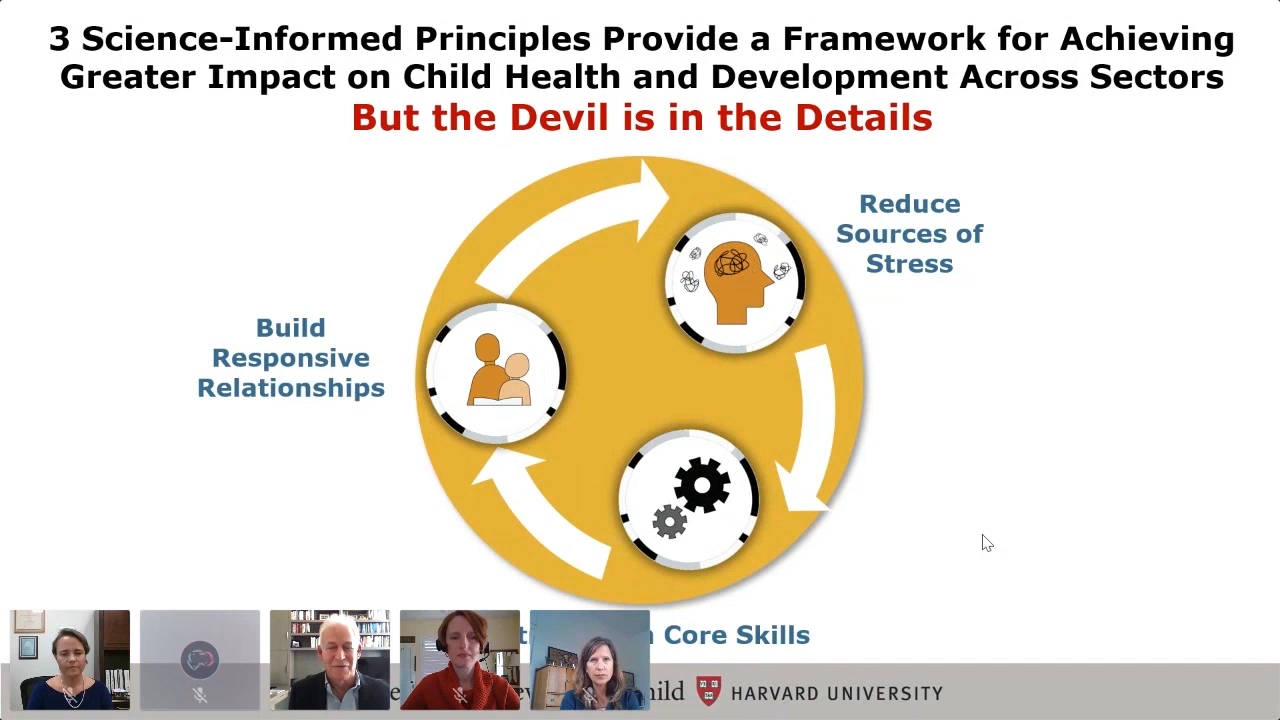 3 Science-Informed Principles Provide a Framework for Achieving
Greater Impact on Child Health and Development Across Sectors
But the Devil is in the Details
Reduce
Sources of
Stress
Build
Responsive
Relationships
Core Skills
HARVARD UNIVERSITY